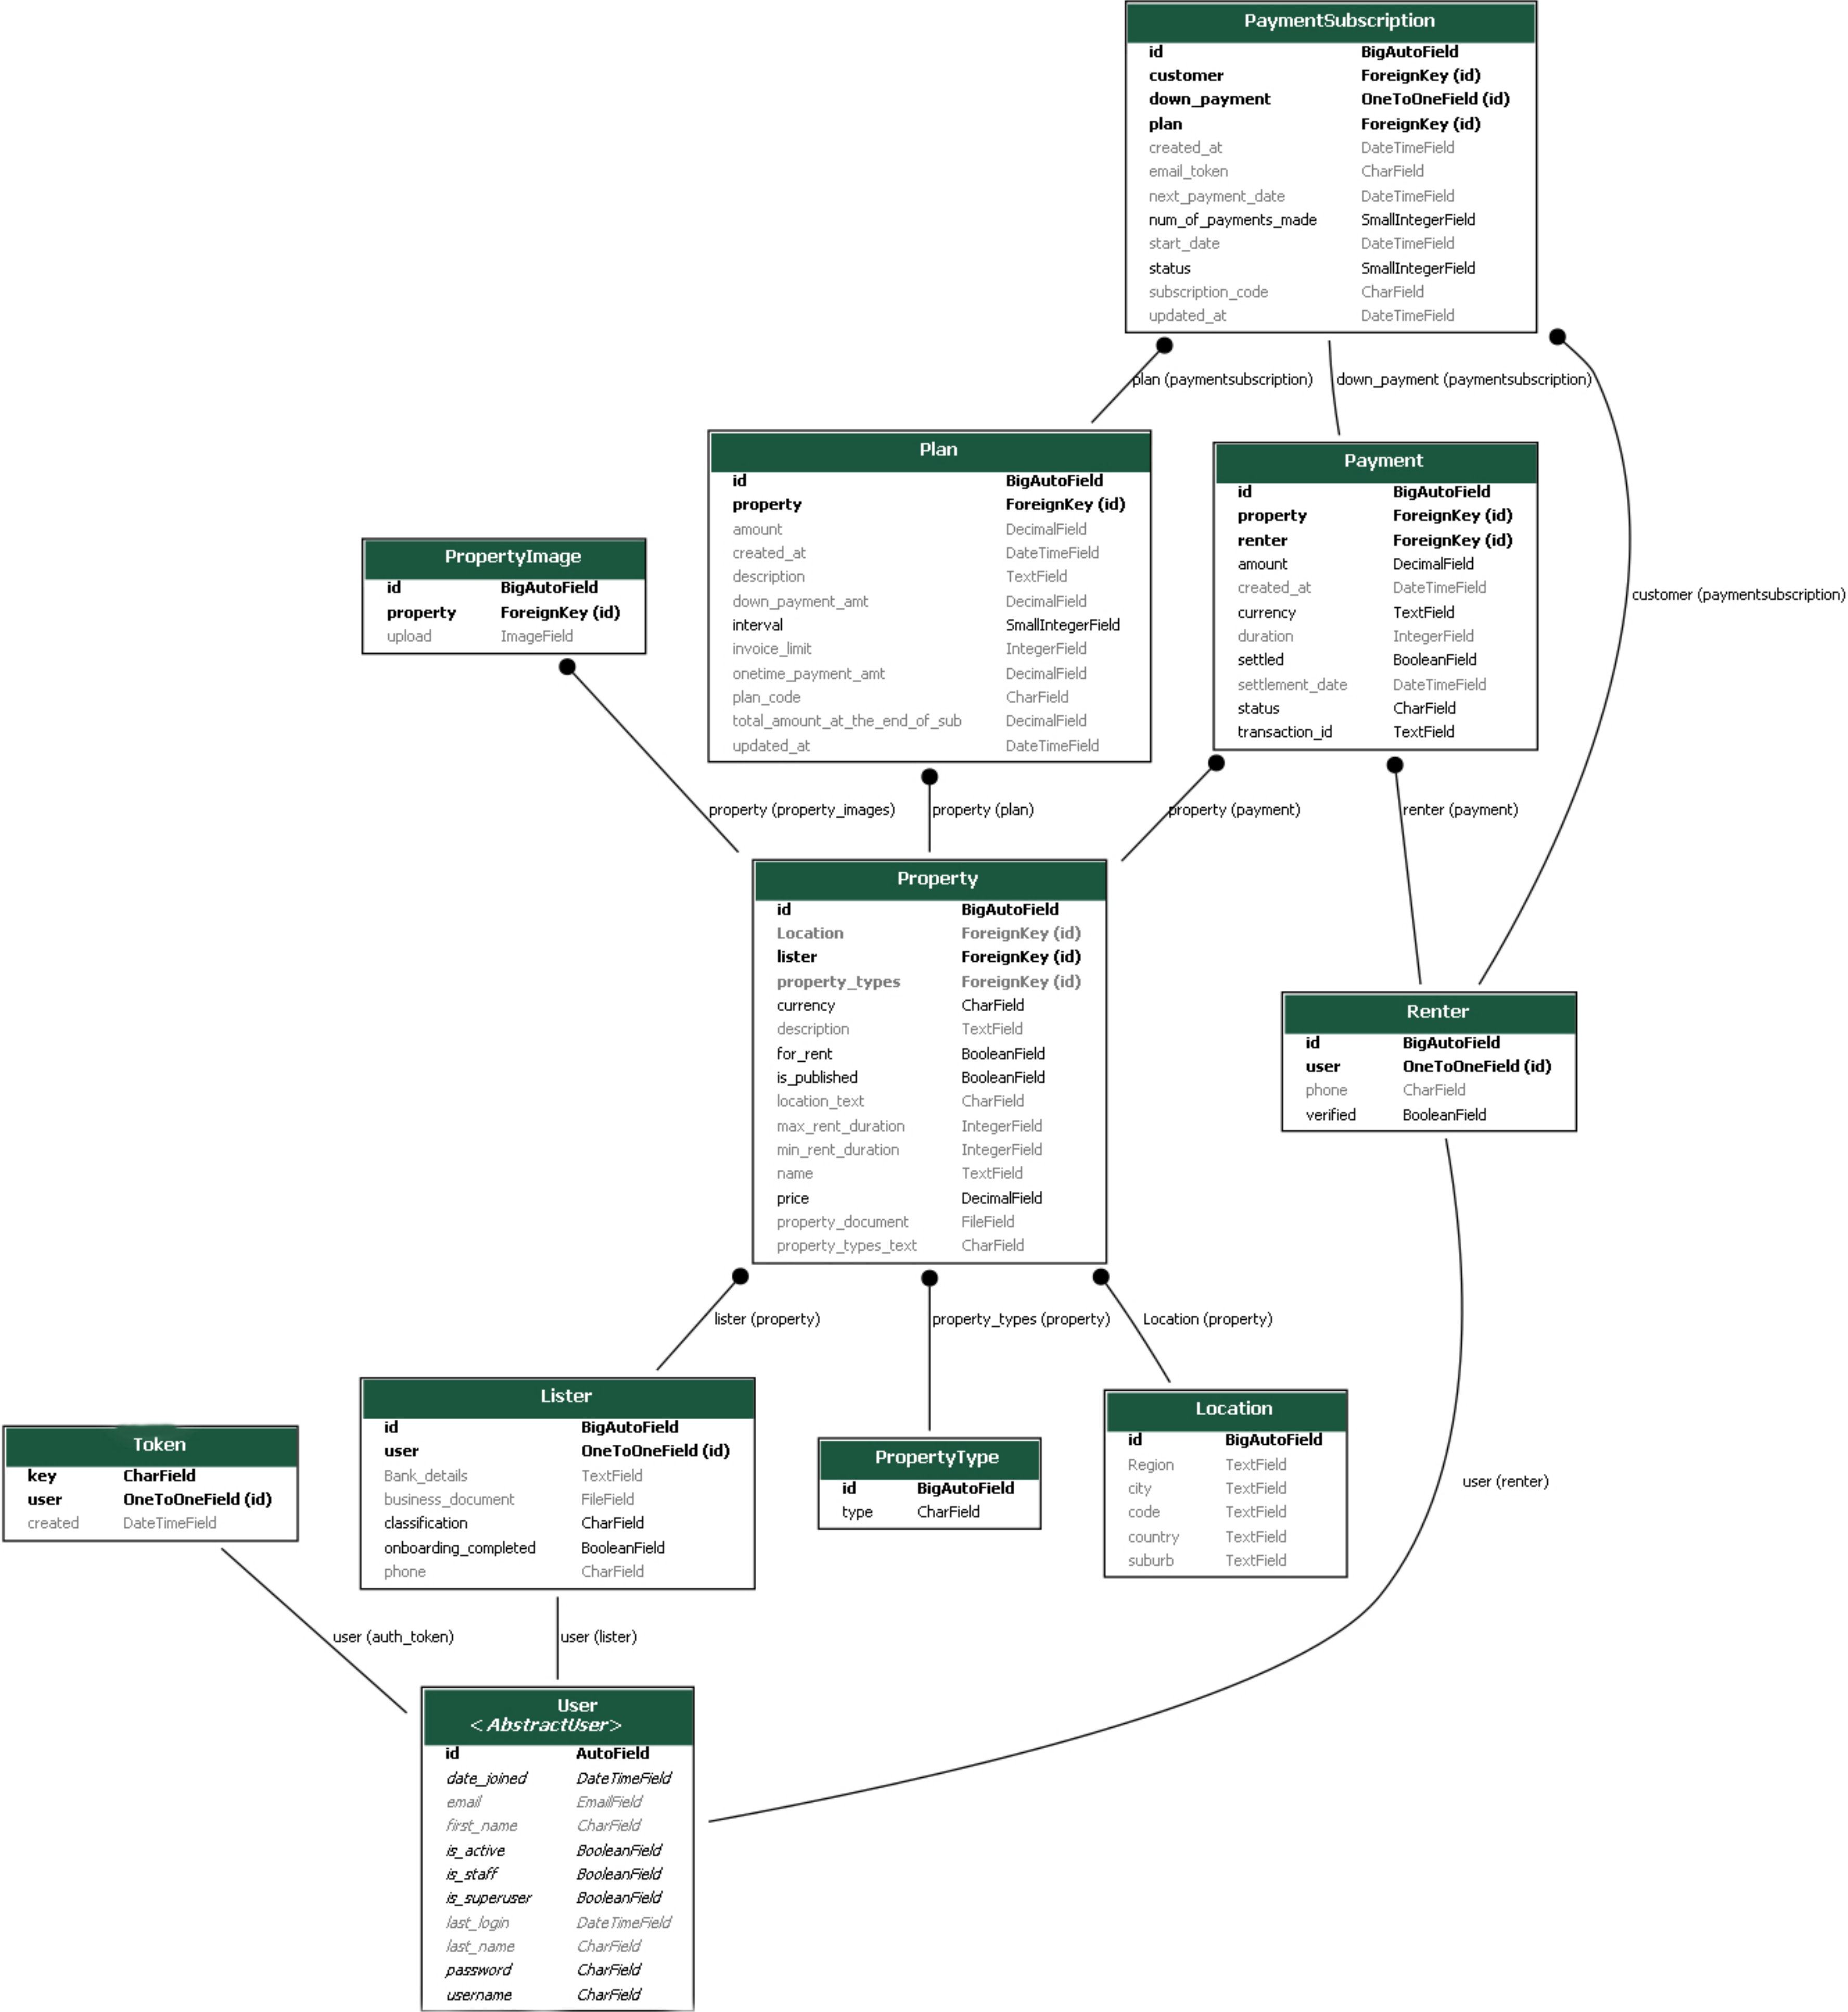 PaymentSubscription
id BigAutoField
customer ForeignKey (id)
down_payment OneToOneField (id)
plan ForeignKey (id)
created_at DateTimeField
email_token CharField
next_payment_date DateTimeField
num_of_payments_made SmallIntegerField
start_date DateTimeField
status SmallIntegerField
subscription_code CharField
updated_at DateTimeField
plan (paymentsubscription)
down_payment (paymentsubscription)
customer (paymentsubscription)
Plan
id BigAutoField
property ForeignKey (id)
amount DecimalField
created_at DateTimeField
description TextField
down_payment_amt DecimalField
interval SmallIntegerField
invoice_limit IntegerField
onetime_payment_amt DecimalField
plan_code CharField
total_amount_at_the_end_of_sub DecimalField
updated_at DateTimeField
Payment
id BigAutoField
property ForeignKey (id)
renter ForeignKey (id)
amount DecimalField
created_at DateTimeField
currency TextField
duration IntegerField
settled BooleanField
settlement_date DateTimeField
status CharField
transaction_id TextField
PropertyImage
id BigAutoField
property ForeignKey (id)
upload ImageField
property (property_images)
property (plan)
property (payment)
renter (payment)
Property
id BigAutoField
Location ForeignKey (id)
lister ForeignKey (id)
property_types ForeignKey (id)
currency CharField
description TextField
for_rent BooleanField
is_published BooleanField
location_text CharField
max_rent_duration IntegerField
min_rent_duration IntegerField
name TextField
price DecimalField
property_document FileField
property_types_text CharField
Renter
id BigAutoField
user OneToOneField (id)
phone CharField
verified BooleanField
lister (property)
property_types (property)
Location (property)
Lister
id BigAutoField
user OneToOneField (id)
Bank_details TextField
business_document FileField
classification CharField
onboarding_completed BooleanField
phone CharField
Token
key CharField
user OneToOneField (id)
created DateTimeField
PropertyType
id BigAutoField
type CharField
Location
id BigAutoField
Region TextField
city TextField
code TextField
country TextField
suburb TextField
user (renter)
user (auth_token)
user (lister)
User
<AbstractUser>
id AutoField
date_joined DateTimeField
email EmailField
first_name CharField
is_active BooleanField
is_staff BooleanField
is_superuser BooleanField
last_login DateTimeField
last_name CharField
password CharField
username CharField